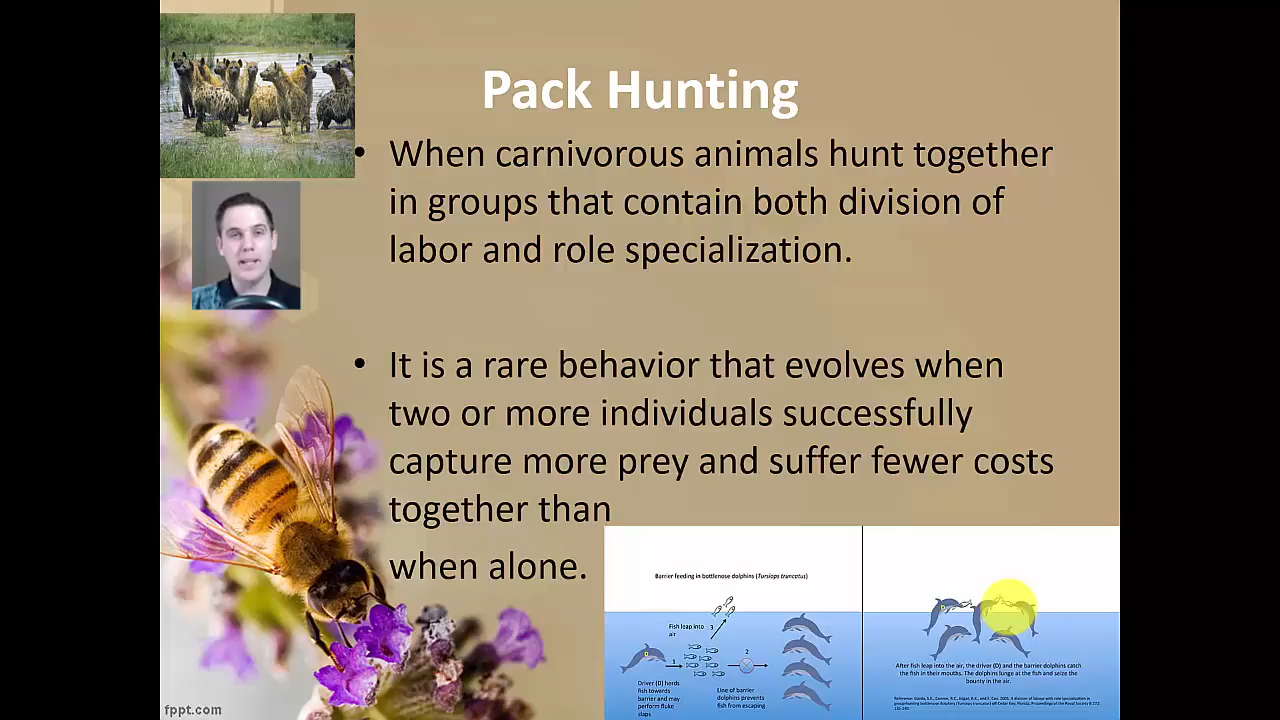 Pack Hunting
• When carnivorous animals hunt together
in groups that contain both division of
labor and role specialization.
• It is a rare behavior that evolves when
two or more individuals successfully
capture more prey and suffer fewer costs
together than
when alone.
Barrier feeding in bottlenose dolphins (Tursiops truncatus)
Fish leap into
air
3
D
1
2
Driver (D) herds
fish towards
barrier and may
perform fluke
slaps
Line of barrier
dolphins prevents
fish from escaping
D
After fish leap into the air, the driver (D) and the barrier dolphins catch
the fish in their mouths. The dolphins lunge at the fish and seize the
bounty in the air.
fppt.com